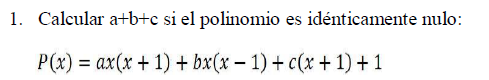 1. Calcular a+b+c si el polinomio es idénticamente nulo:
P(x) = ax(x + 1) + bx(x − 1) + c(x + 1) + 1